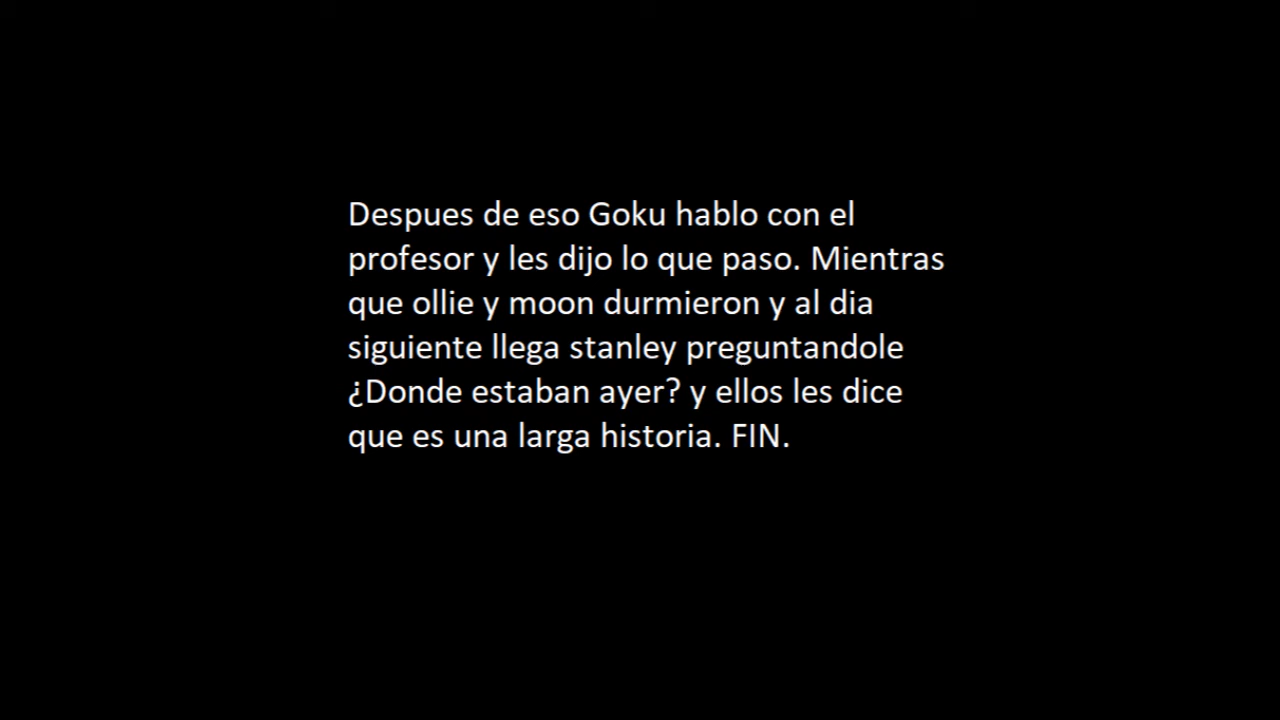 Despues de eso Goku hablo con el
profesor y les dijo lo que paso. Mientras
que ollie y moon durmieron y al dia
siguiente llega stanley preguntandole
¿Donde estaban ayer? y ellos les dice
que es una larga historia. FIN.